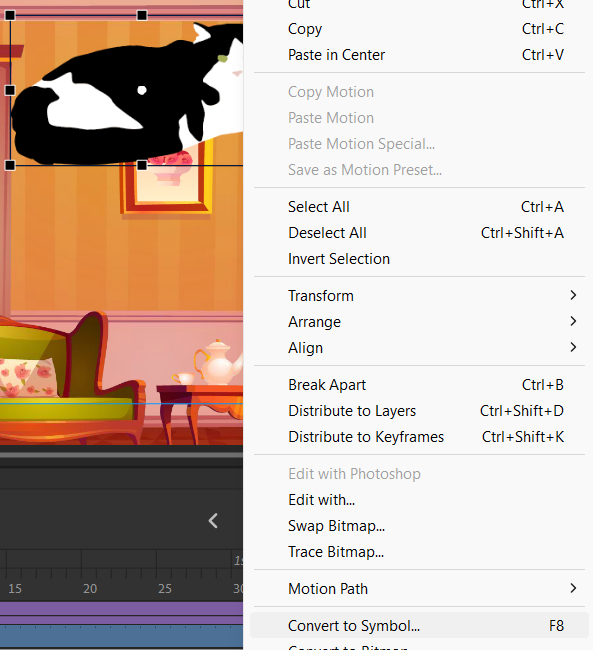 Cut Ctrl+X
Copy Ctrl+C
Paste in Center Ctrl+V
Copy Motion
Paste Motion
Paste Motion Special...
Save as Motion Preset...
Select All Ctrl+A
Deselect All Ctrl+Shift+A
Invert Selection
Transform
Arrange
Align
Break Apart Ctrl+B
Distribute to Layers Ctrl+Shift+D
Distribute to Keyframes Ctrl+Shift+K
Edit with Photoshop
Edit with...
Swap Bitmap...
Trace Bitmap...
1s
15 20 25 30
Motion Path
Convert to Symbol... F8
Convert to Bitmap